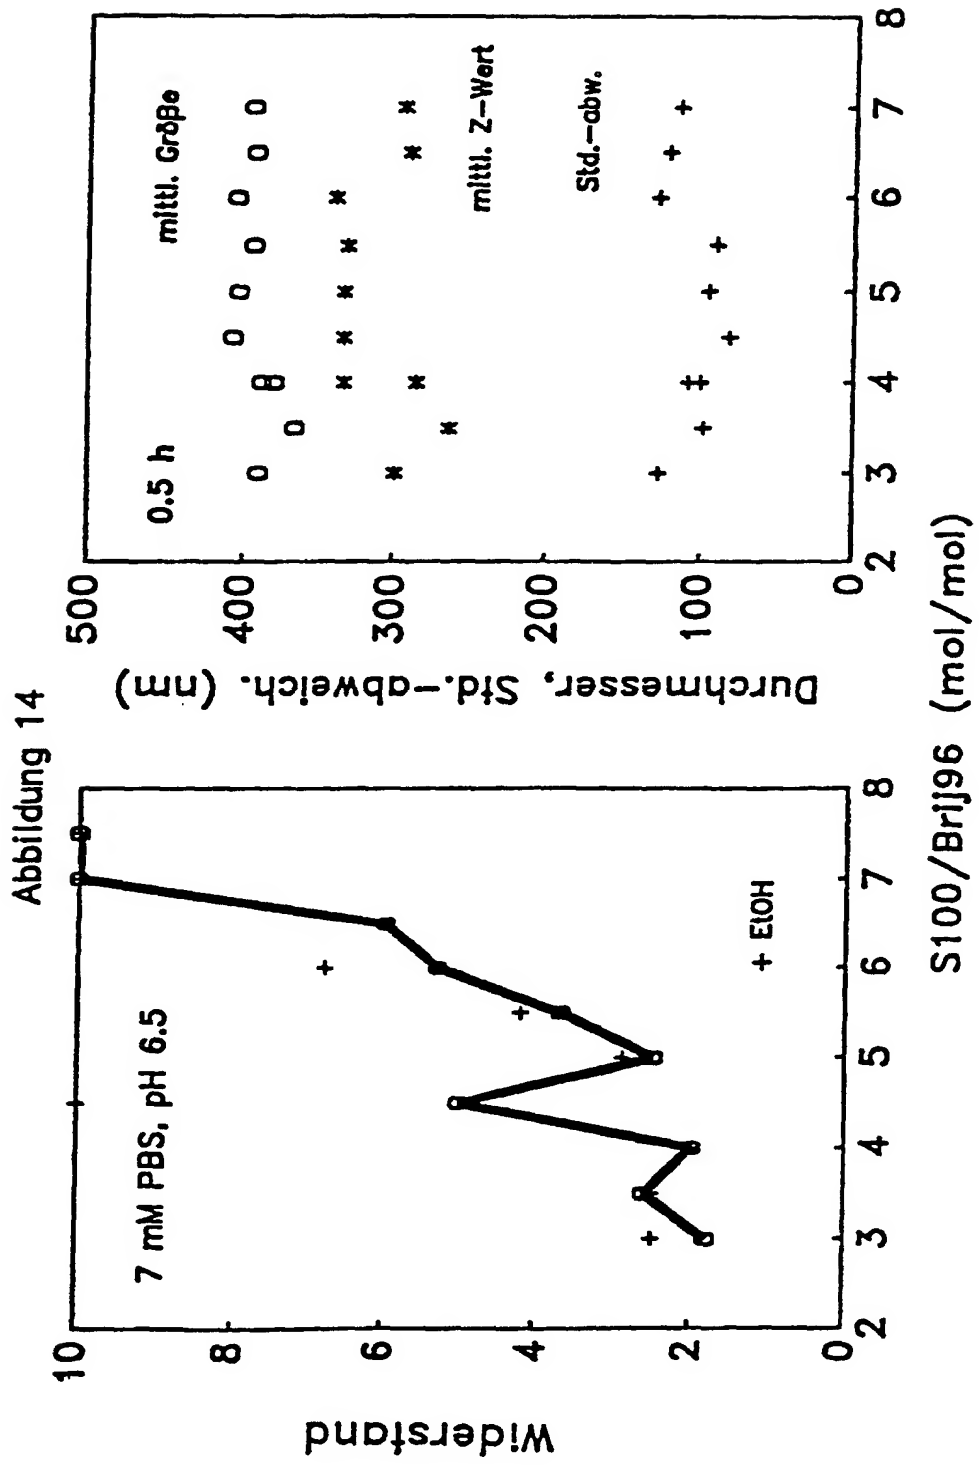 Abbildung 14
Widerstand
10
8
6
4
2
0
7 mM PBS, pH 6.5
+ EtOH
2 3 4 5 6 7 8
Durchmesser, Std.-abweich. (nm)
500
400
300
200
100
0
0.5 h
mittl. Größe
mittl. Z-Wert
Std.-abw.
2 3 4 5 6 7 8
S100/Brij96 (mol/mol)